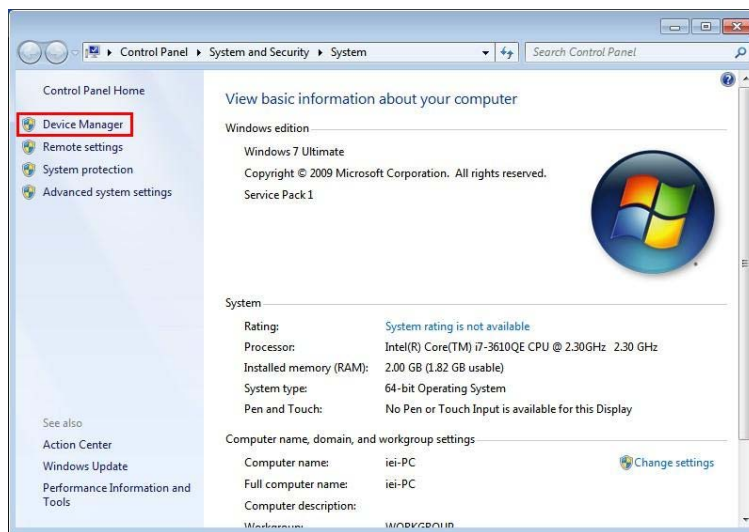 Control Panel ▸ System and Security ▸ System
Search Control Panel
Control Panel Home
Device Manager
Remote settings
System protection
Advanced system settings
See also
Action Center
Windows Update
Performance Information and
Tools
View basic information about your computer
Windows edition
Windows 7 Ultimate
Copyright © 2009 Microsoft Corporation. All rights reserved.
Service Pack 1
System
Rating: System rating is not available
Processor: Intel(R) Core(TM) i7-3610QE CPU @ 2.30GHz 2.30 GHz
Installed memory (RAM): 2.00 GB (1.82 GB usable)
System type: 64-bit Operating System
Pen and Touch: No Pen or Touch Input is available for this Display
Computer name, domain, and workgroup settings
Computer name: iei-PC Change settings
Full computer name: iei-PC
Computer description:
Workgroup: WORKGROUP